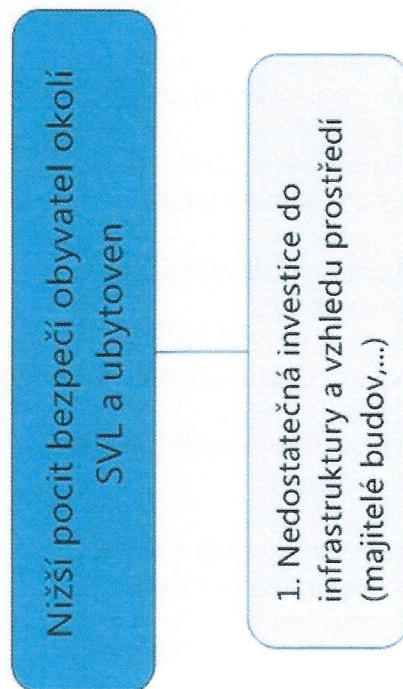 Nižší pocit bezpečí obyvatel okolí
SVL a ubytoven
1. Nedostatečná investice do
infrastruktury a vzhledu prostředí
(majitelé budov,...)